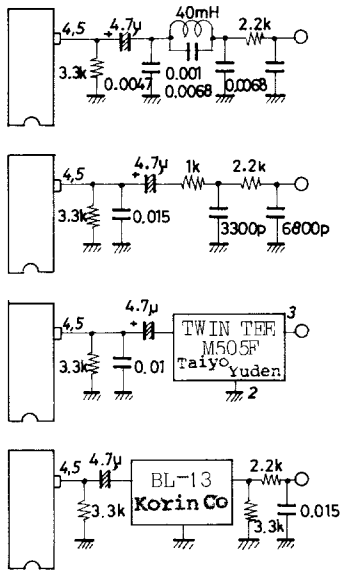 40mH
4,5
4.7µ
2.2k
3.3k
0.0047
0.001
0.0068
0.0068
4.7µ
4,5
1k
2.2k
3.3k
0.015
3300p
6800p
4.7µ
4,5
3
TWIN TEE
M505F
Taiyo
Yuden
3.3k
0.01
2
4.7µ
4,5
2.2k
BL-13
Korin Co
3.3k
3.3k
0.015